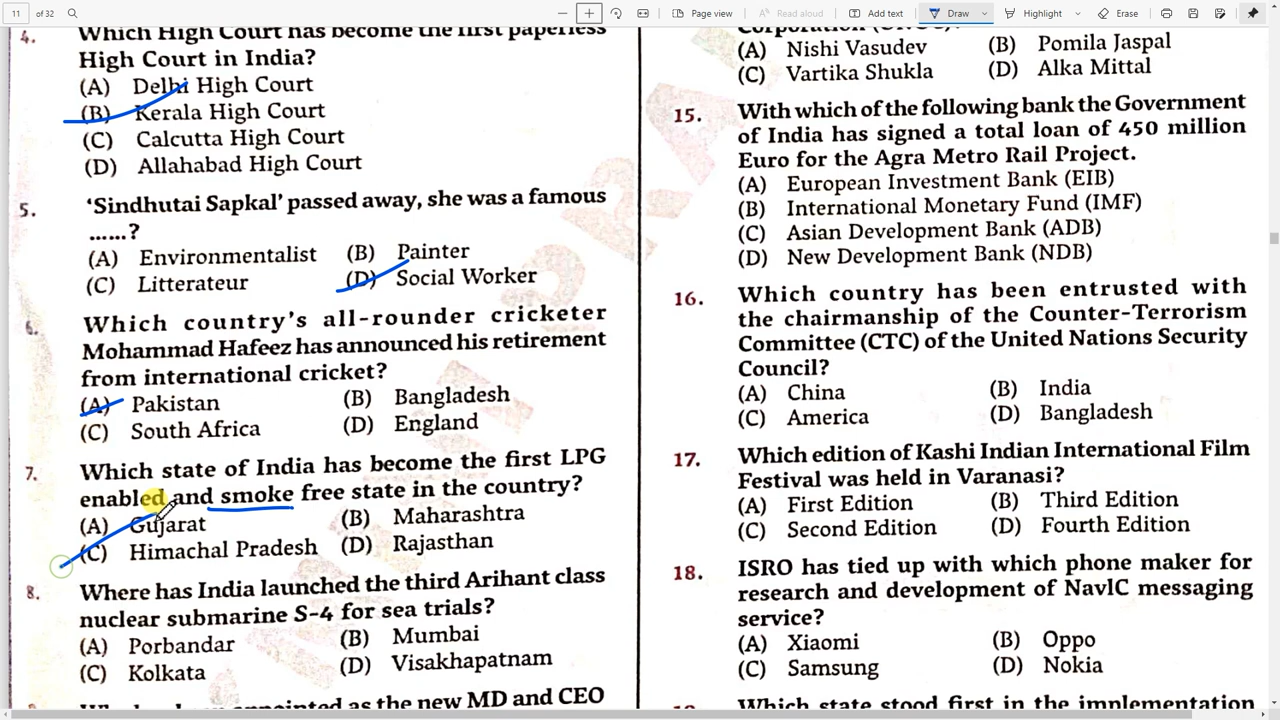 11 of 32
Page view
Read aloud
Add text
Draw
Highlight
Erase
4. Which High Court has become the first paperless
High Court in India?
(A) Delhi High Court
(B) Kerala High Court
(C) Calcutta High Court
(D) Allahabad High Court
5. 'Sindhutai Sapkal' passed away, she was a famous
......?
(A) Environmentalist (B) Painter
(C) Litterateur (D) Social Worker
6. Which country's all-rounder cricketer
Mohammad Hafeez has announced his retirement
from international cricket?
(A) Pakistan (B) Bangladesh
(C) South Africa (D) England
7. Which state of India has become the first LPG
enabled and smoke free state in the country?
(A) Gujarat (B) Maharashtra
(C) Himachal Pradesh (D) Rajasthan
8. Where has India launched the third Arihant class
nuclear submarine S-4 for sea trials?
(A) Porbandar (B) Mumbai
(C) Kolkata (D) Visakhapatnam
appointed as the new MD and CEO
(A) Nishi Vasudev (B) Pomila Jaspal
(C) Vartika Shukla (D) Alka Mittal
15. With which of the following bank the Government
of India has signed a total loan of 450 million
Euro for the Agra Metro Rail Project.
(A) European Investment Bank (EIB)
(B) International Monetary Fund (IMF)
(C) Asian Development Bank (ADB)
(D) New Development Bank (NDB)
16. Which country has been entrusted with
the chairmanship of the Counter-Terrorism
Committee (CTC) of the United Nations Security
Council?
(A) China (B) India
(C) America (D) Bangladesh
17. Which edition of Kashi Indian International Film
Festival was held in Varanasi?
(A) First Edition (B) Third Edition
(C) Second Edition (D) Fourth Edition
18. ISRO has tied up with which phone maker for
research and development of NavlC messaging
service?
(A) Xiaomi (B) Oppo
(C) Samsung (D) Nokia
Which state stood first in the implementation